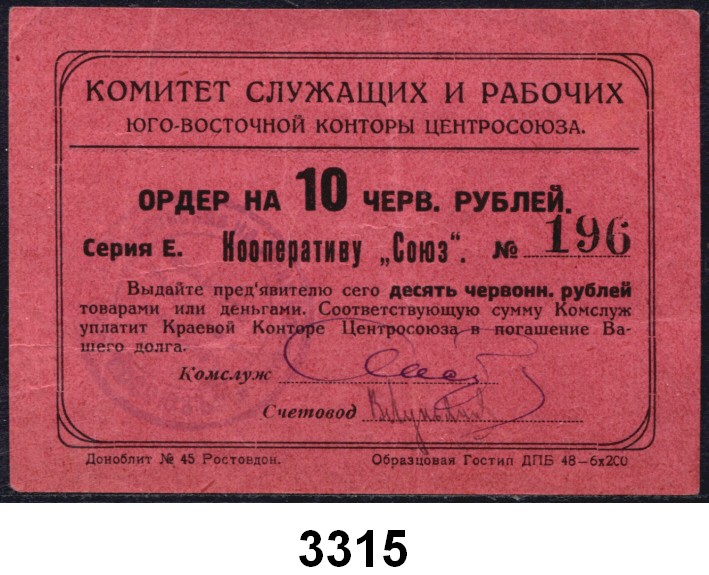 КОМИТЕТ СЛУЖАЩИХ И РАБОЧИХ
ЮГО-ВОСТОЧНОЙ КОНТОРЫ ЦЕНТРОСОЮЗА.
ОРДЕР НА 10 ЧЕРВ. РУБЛЕЙ.
Серия Е. Кооперативу „Союз“. № 196
Выдайте пред'явителю сего десять червонн. рублей
товарами или деньгами. Соответствующую сумму Комслуж
уплатит Краевой Конторе Центросоюза в погашение Ва-
шего долга.
Комслуж
Счетовод
Доноблит № 45 Ростовдон. Образцовая Гостип ДПБ 48–6х200
3315